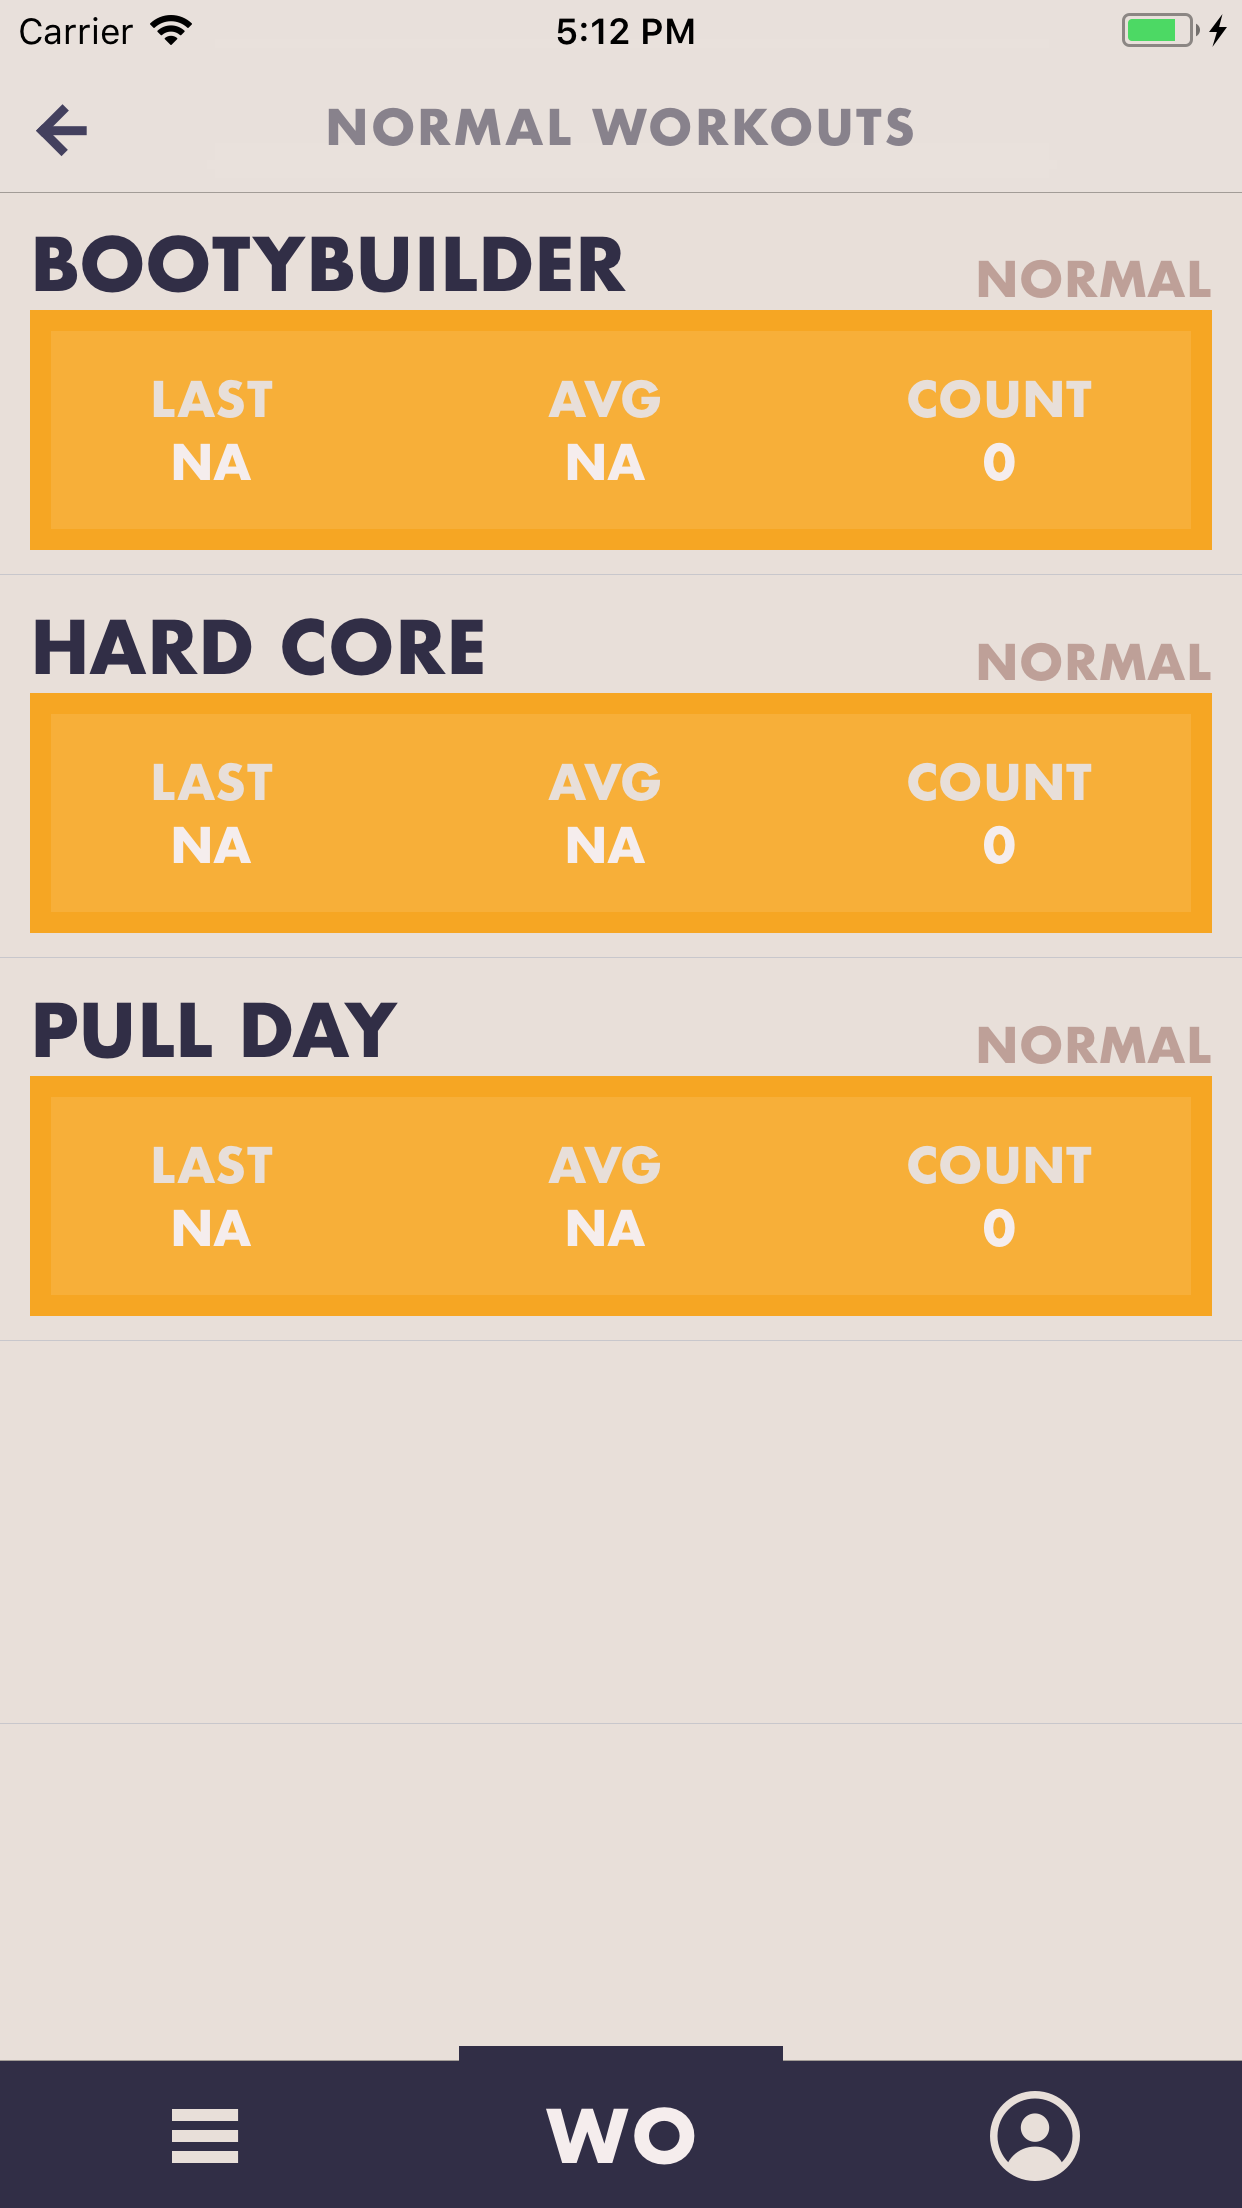 Carrier 5:12 PM
NORMAL WORKOUTS
BOOTYBUILDER NORMAL
LAST AVG COUNT
NA NA 0
HARD CORE NORMAL
LAST AVG COUNT
NA NA 0
PULL DAY NORMAL
LAST AVG COUNT
NA NA 0
WO